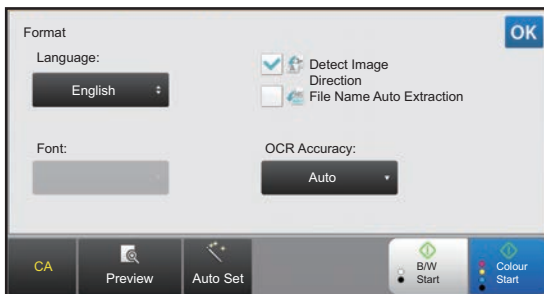 Format
OK
Language:
English
Detect Image
Direction
File Name Auto Extraction
Font:
OCR Accuracy:
Auto
CA
Preview
Auto Set
B/W
Start
Colour
Start